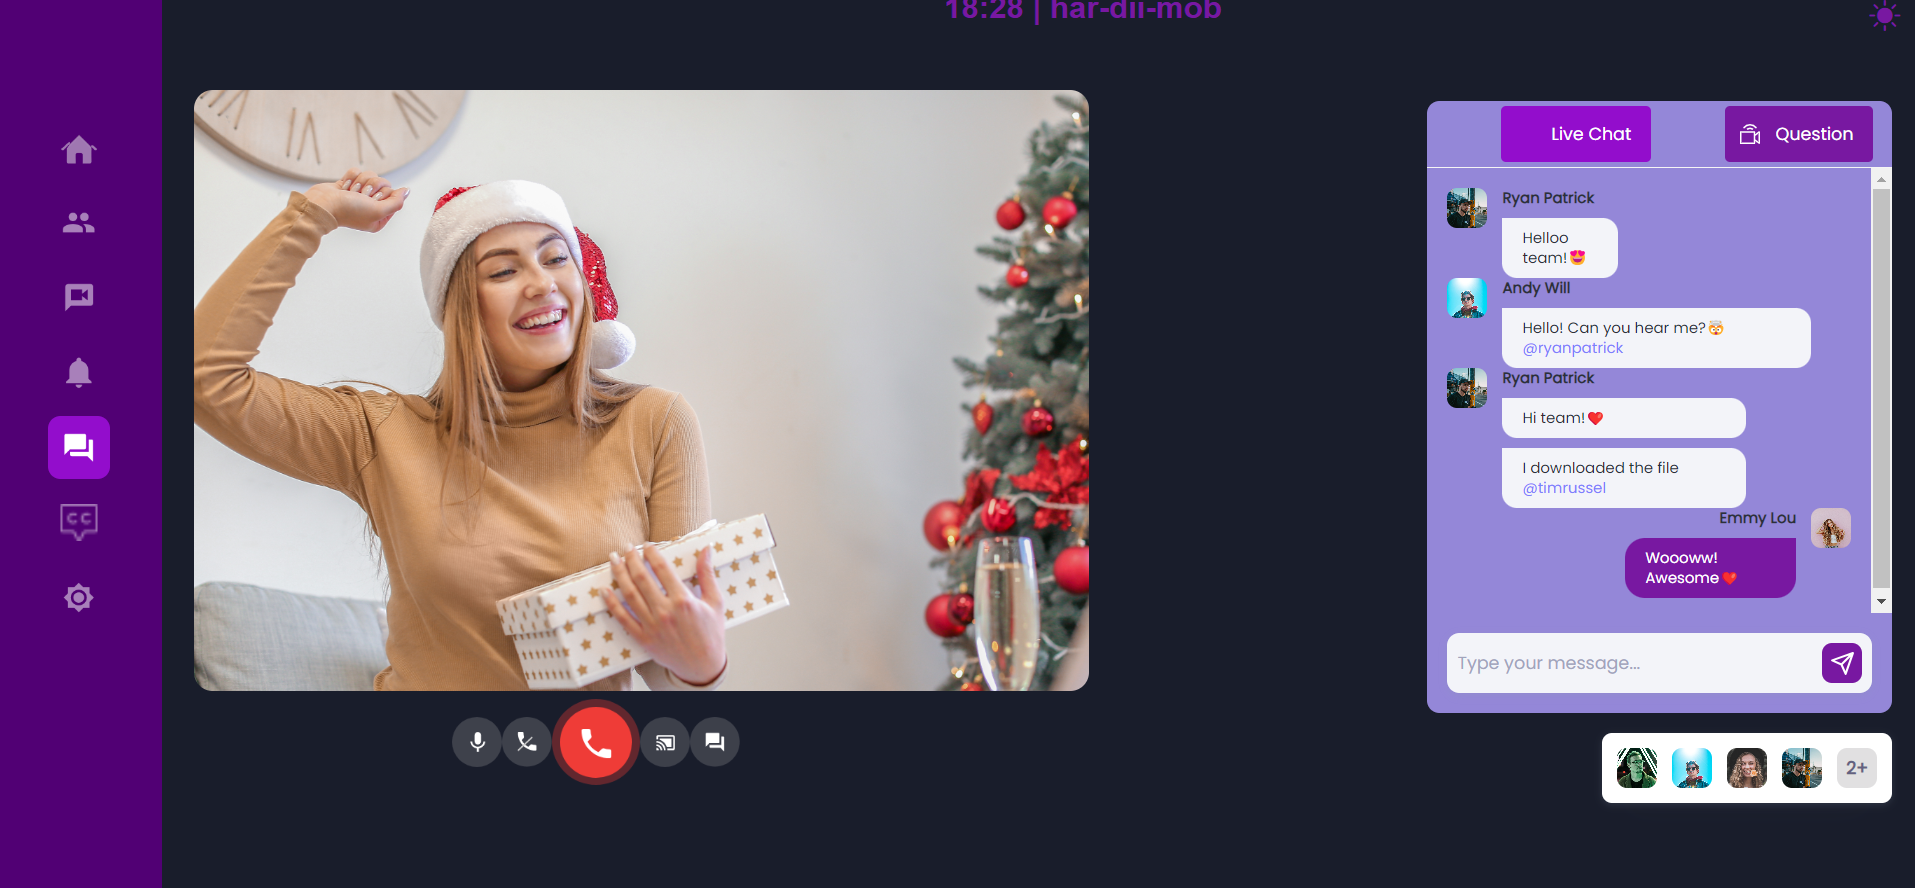 18:28 | har-dii-mob
Live Chat
Question
Ryan Patrick
Helloo
team!😍
Andy Will
Hello! Can you hear me?🤯
@ryanpatrick
Ryan Patrick
Hi team!❤️
I downloaded the file
@timrussel
Emmy Lou
Woooww!
Awesome❤️
CC
Type your message...
2+